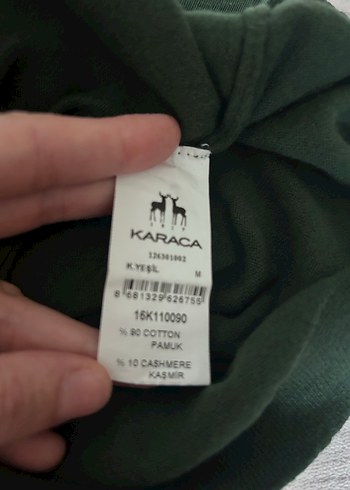 KARACA
126301002
K.YEŞİL M
8 681329 626755
16K110090
% 90 COTTON
PAMUK
% 10 CASHMERE
KAŞMİR